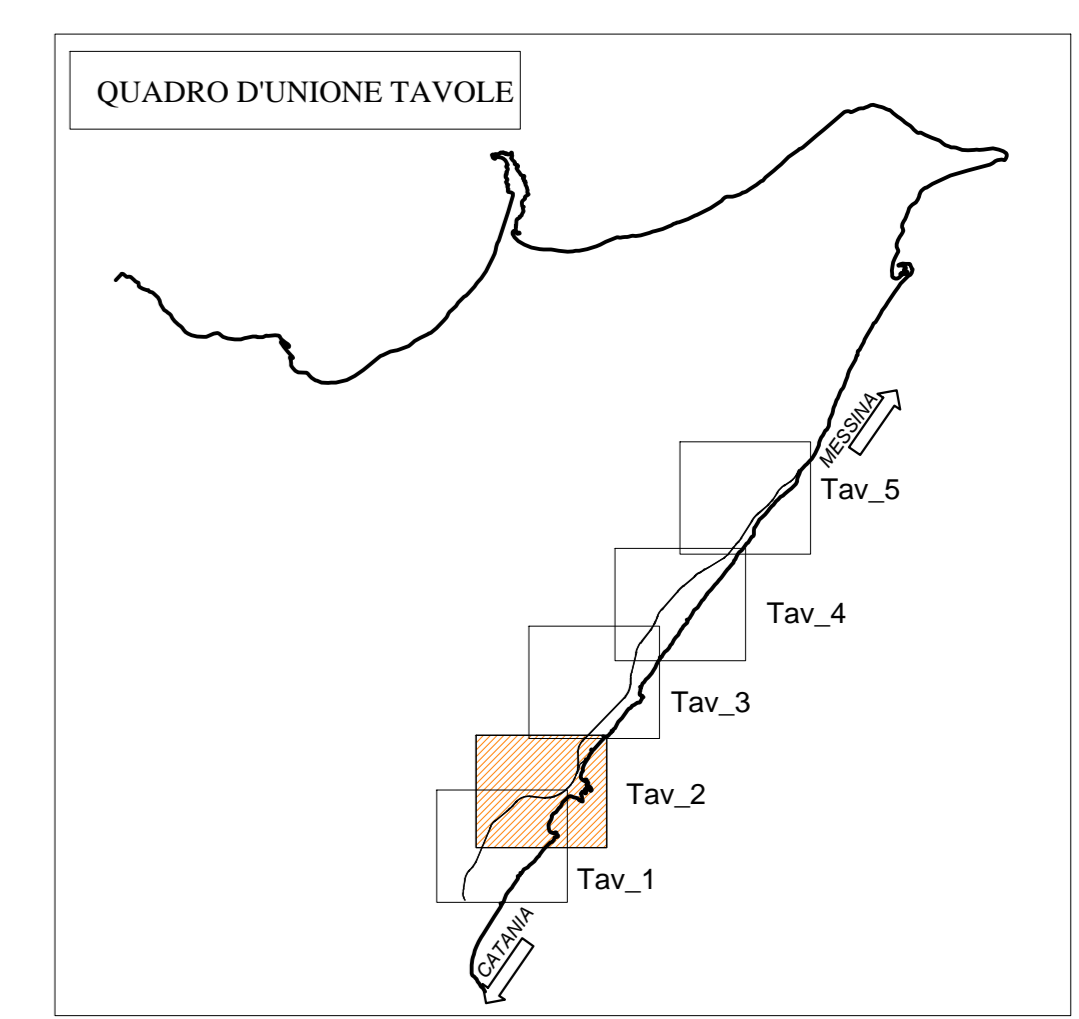 QUADRO D'UNIONE TAVOLE
MESSINA
Tav_5
Tav_4
Tav_3
Tav_2
Tav_1
CATANIA